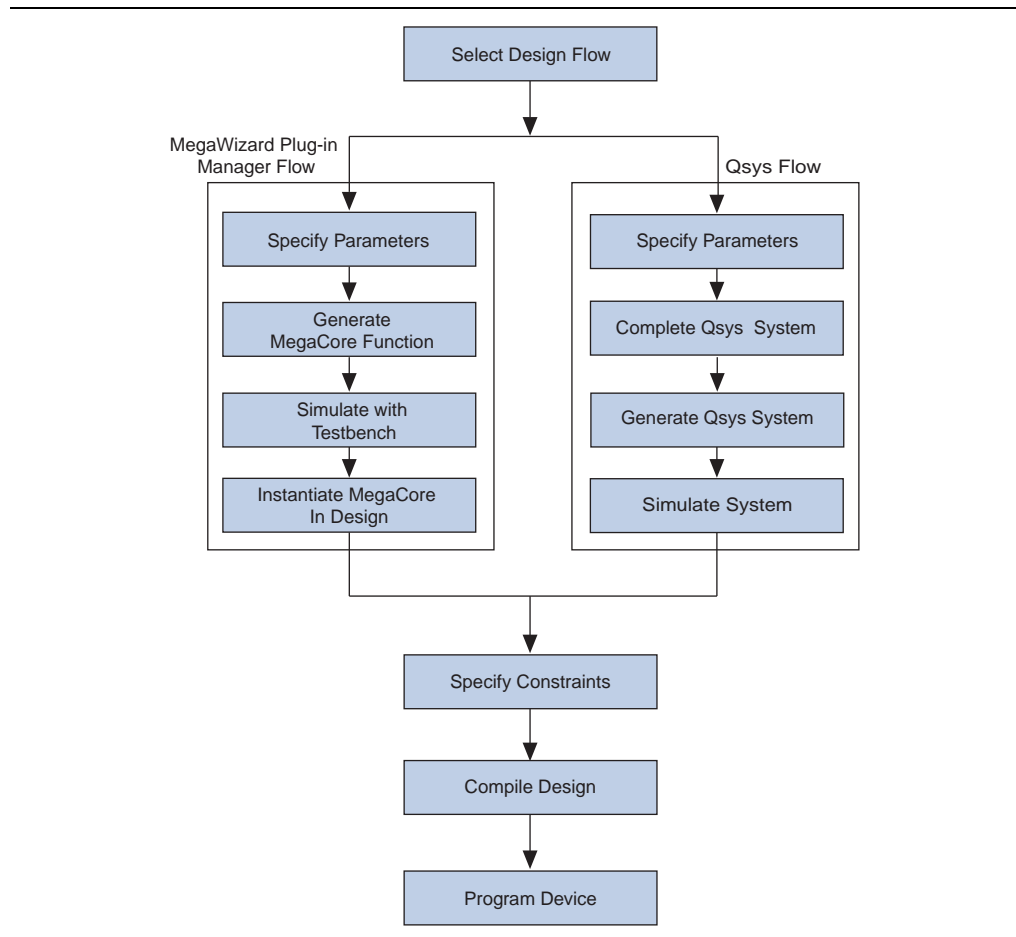 Select Design Flow
MegaWizard Plug-in
Manager Flow
Specify Parameters
Generate
MegaCore Function
Simulate with
Testbench
Instantiate MegaCore
In Design
Qsys Flow
Specify Parameters
Complete Qsys System
Generate Qsys System
Simulate System
Specify Constraints
Compile Design
Program Device